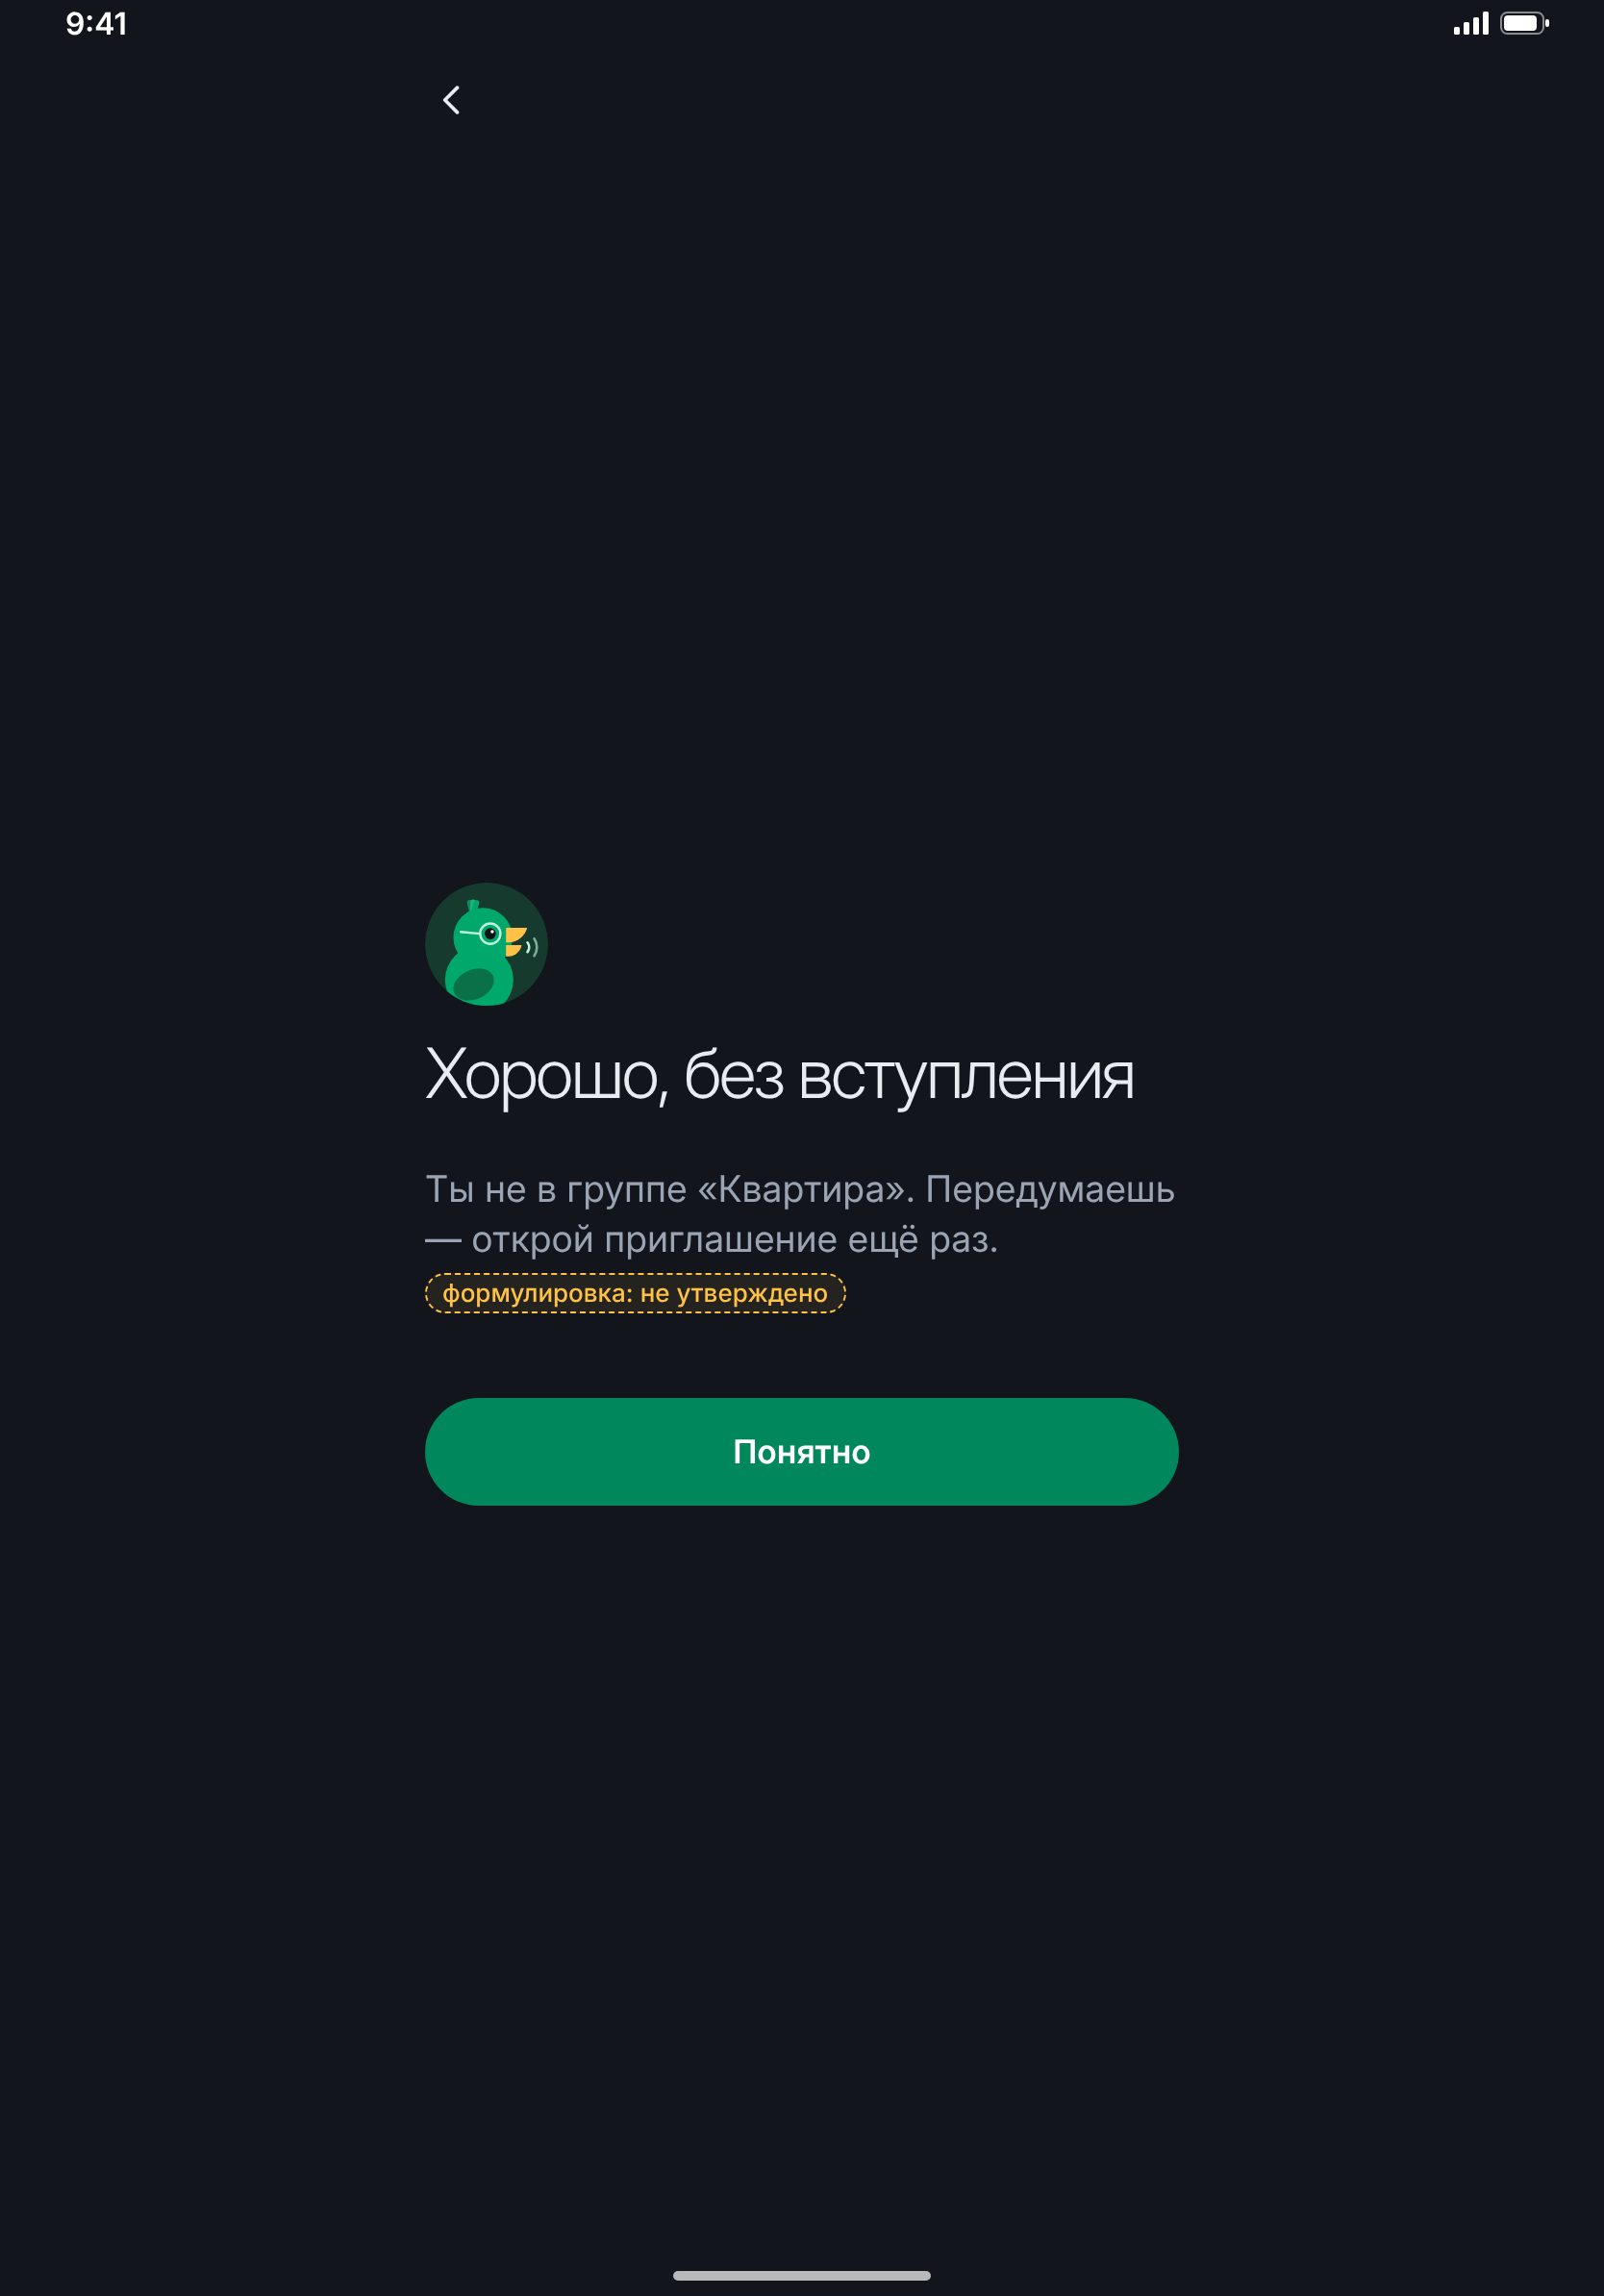 9:41
Хорошо, без вступления
Ты не в группе «Квартира». Передумаешь
— открой приглашение ещё раз.
формулировка: не утверждено
Понятно